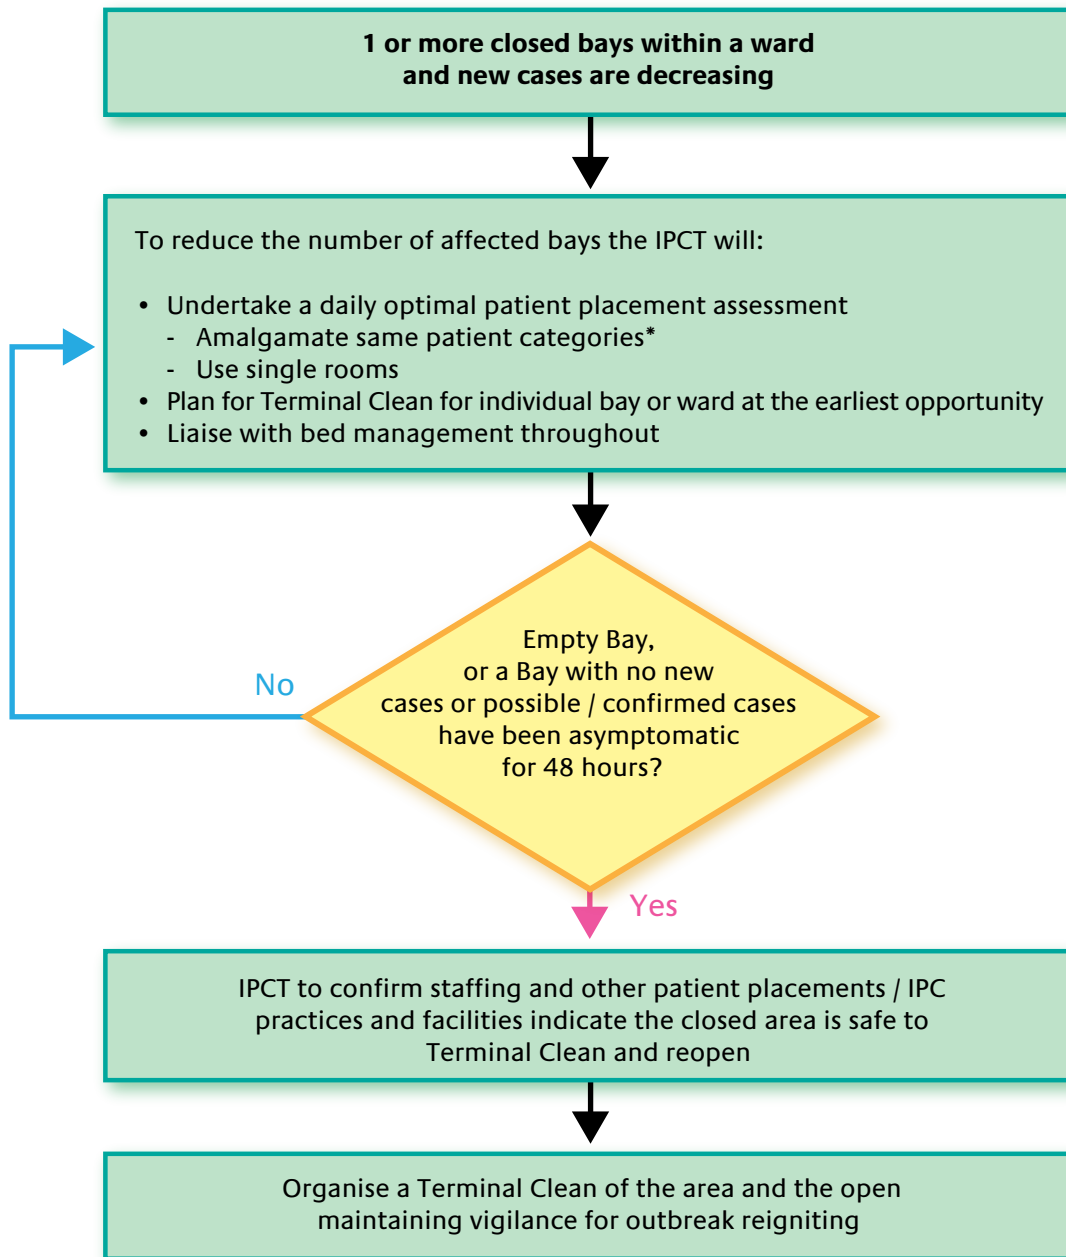 1 or more closed bays within a ward
and new cases are decreasing
To reduce the number of affected bays the IPCT will:
• Undertake a daily optimal patient placement assessment
- Amalgamate same patient categories*
- Use single rooms
• Plan for Terminal Clean for individual bay or ward at the earliest opportunity
• Liaise with bed management throughout
Empty Bay,
or a Bay with no new
cases or possible / confirmed cases
have been asymptomatic
for 48 hours?
No
Yes
IPCT to confirm staffing and other patient placements / IPC
practices and facilities indicate the closed area is safe to
Terminal Clean and reopen
Organise a Terminal Clean of the area and the open
maintaining vigilance for outbreak reigniting